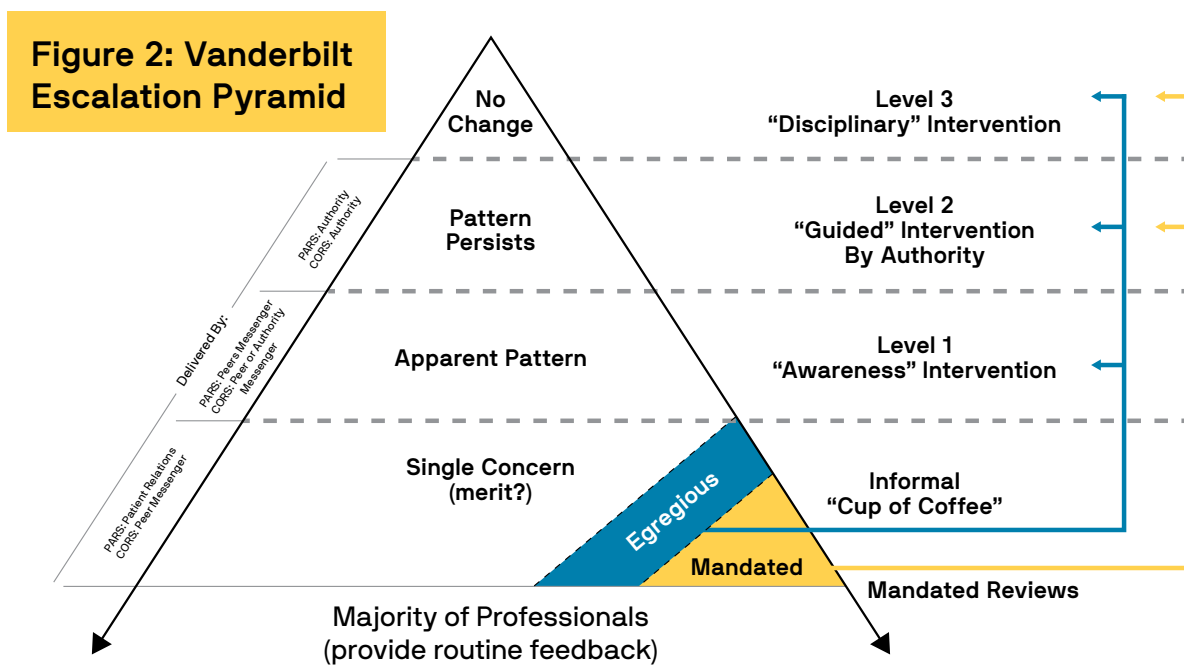 Figure 2: Vanderbilt
Escalation Pyramid
No
Change
Level 3
“Disciplinary” Intervention
PARS: Authority
CORS: Authority
Pattern
Persists
Level 2
“Guided” Intervention
By Authority
Delivered By:
PARS: Peers Messenger
CORS: Peer or Authority
Messenger
Apparent Pattern
Level 1
“Awareness” Intervention
PARS: Patient Relations
CORS: Peer Messenger
Single Concern
(merit?)
Egregious
Mandated
Informal
“Cup of Coffee”
Mandated Reviews
Majority of Professionals
(provide routine feedback)